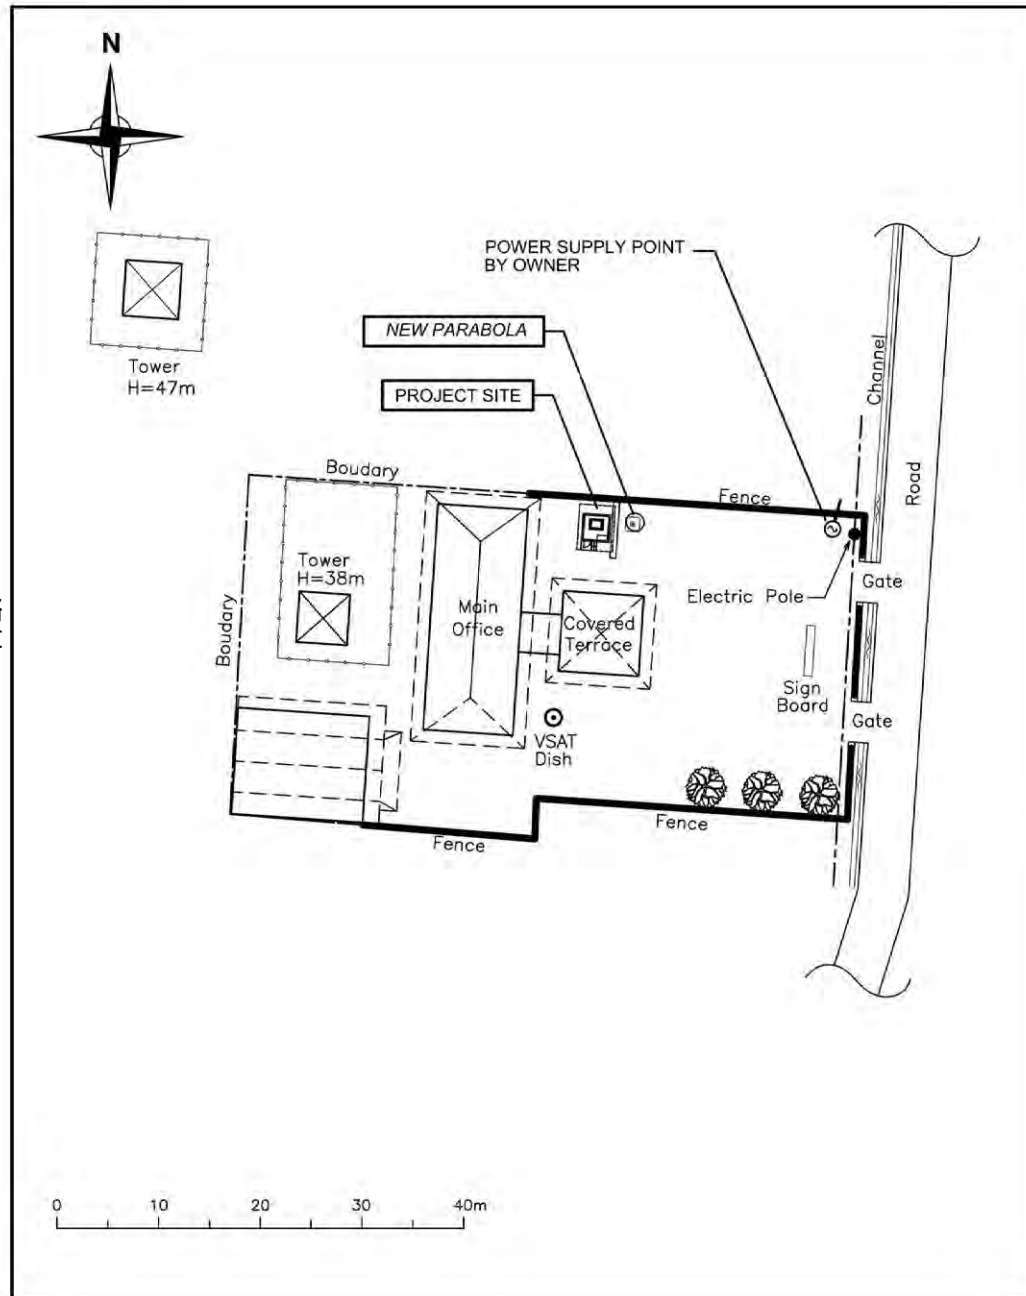 N
POWER SUPPLY POINT
BY OWNER
NEW PARABOLA
Tower
H=47m
PROJECT SITE
Channel
Road
Boudary
Fence
Tower
H=38m
Gate
Electric Pole
Main
Office
Covered
Terrace
Boudary
Sign
Board
Gate
VSAT
Dish
Fence
Fence
0 10 20 30 40m